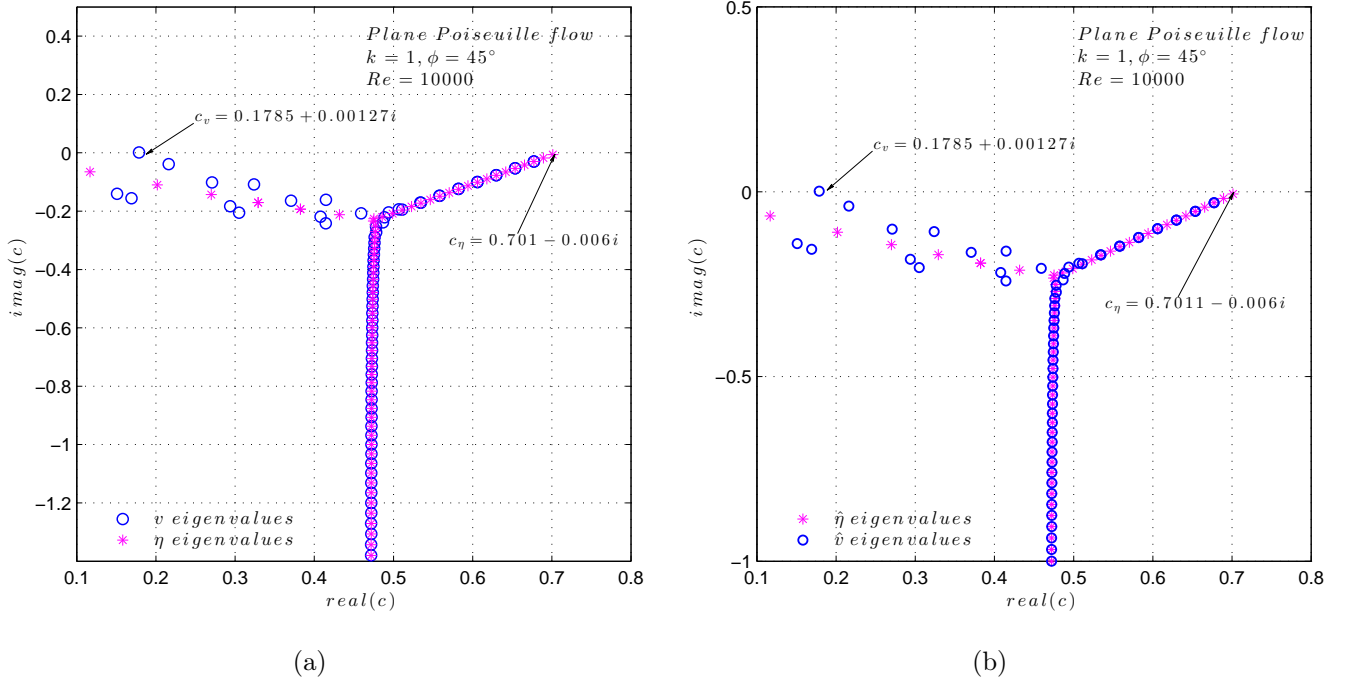 0.4
0.2
0
−0.2
−0.4
−0.6
−0.8
−1
−1.2
0.1 0.2 0.3 0.4 0.5 0.6 0.7 0.8
imag(c)
real(c)
Plane Poiseuille flow
k = 1, ϕ = 45°
Re = 10000
c_v = 0.1785 + 0.00127i
c_η = 0.701 − 0.006i
v eigenvalues
η eigenvalues
(a)
0.5
0
−0.5
−1
0.1 0.2 0.3 0.4 0.5 0.6 0.7 0.8
imag(c)
real(c)
Plane Poiseuille flow
k = 1, ϕ = 45°
Re = 10000
c_v = 0.1785 + 0.00127i
c_η = 0.7011 − 0.006i
η̂ eigenvalues
v̂ eigenvalues
(b)